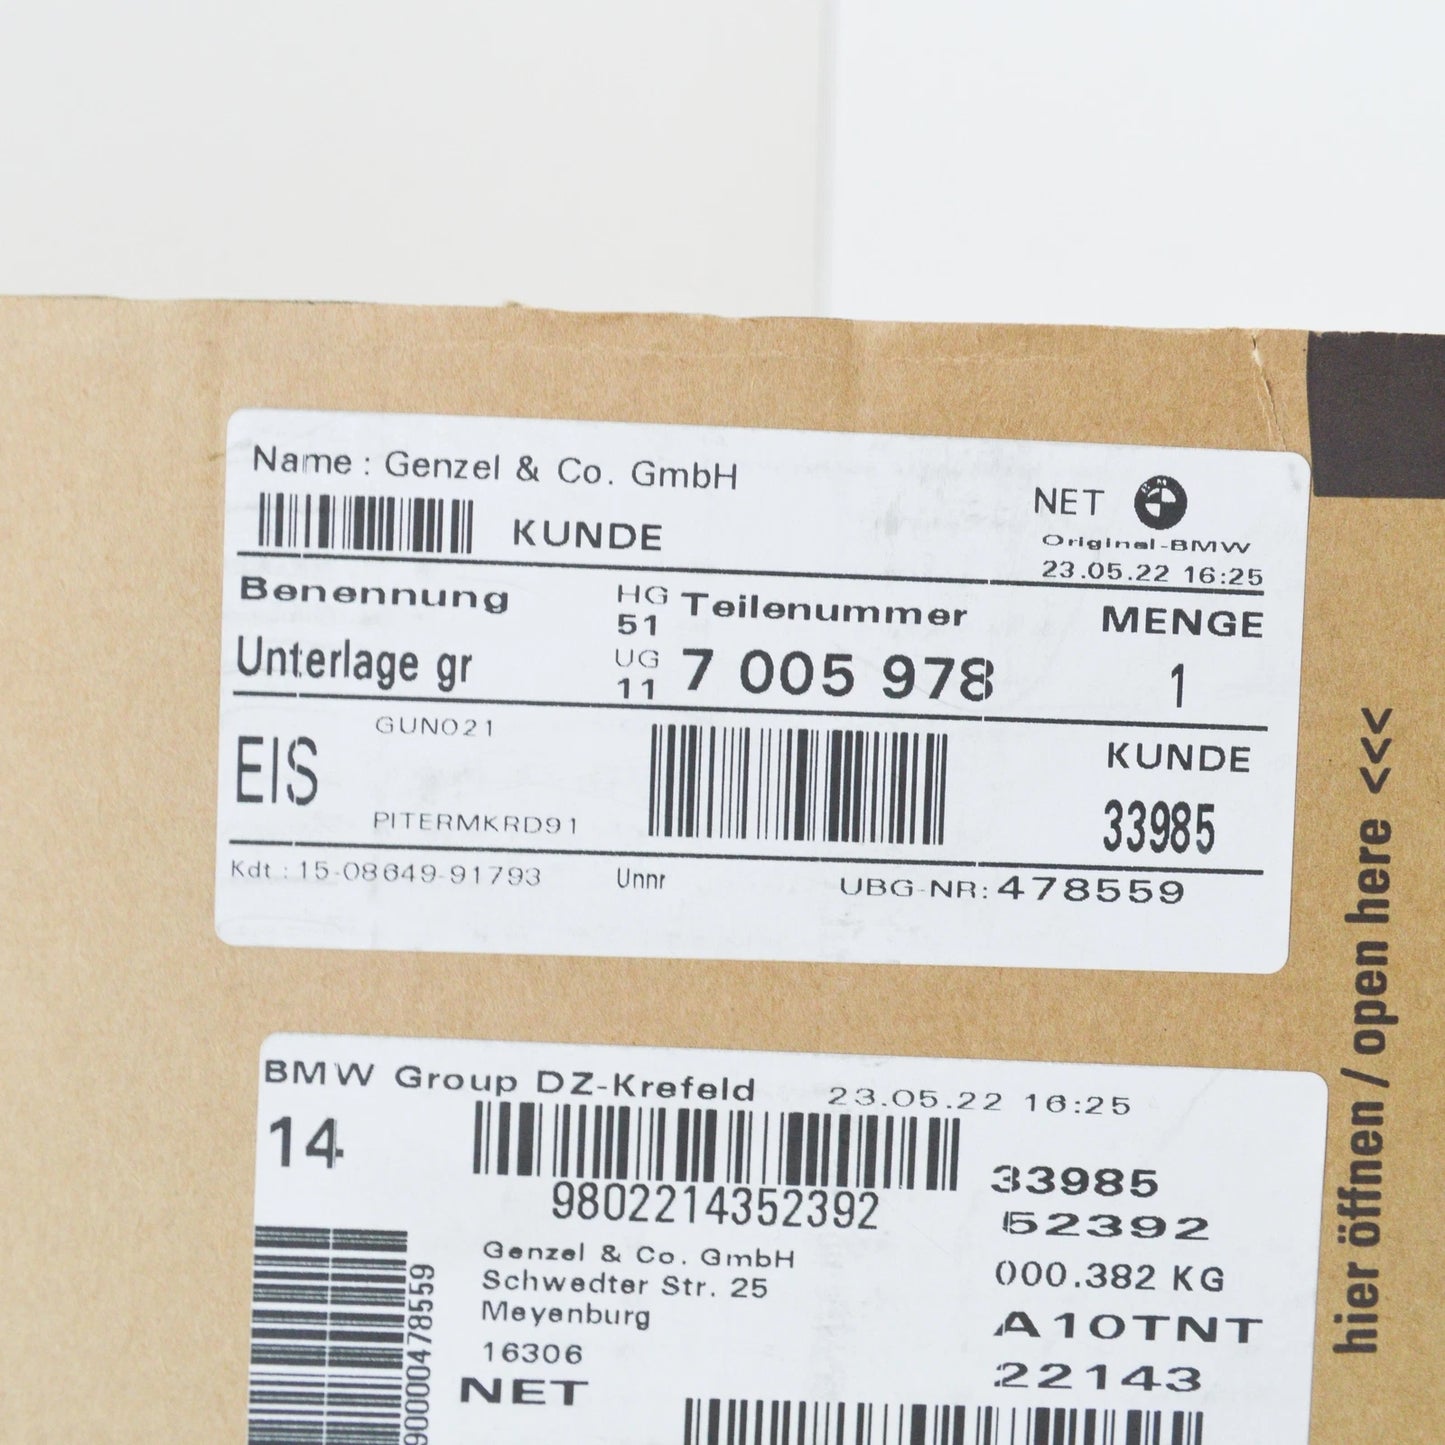 Name : Genzel & Co. GmbH
NET
BMW
KUNDE
Original-BMW
23.05.22 16:25
Benennung
HG
51
Teilenummer
MENGE
Unterlage gr
UG
11
7 005 978
1
GUN021
EIS
KUNDE
PITERMKRD91
33985
Kdt : 15-08649-91793
Unnr
UBG-NR: 478559
BMW Group DZ-Krefeld
23.05.22 16:25
14
9802214352392
33985
52392
Genzel & Co. GmbH
Schwedter Str. 25
Meyenburg
16306
NET
000.382 KG
A10TNT
22143
90000478559
hier öffnen / open here <<<